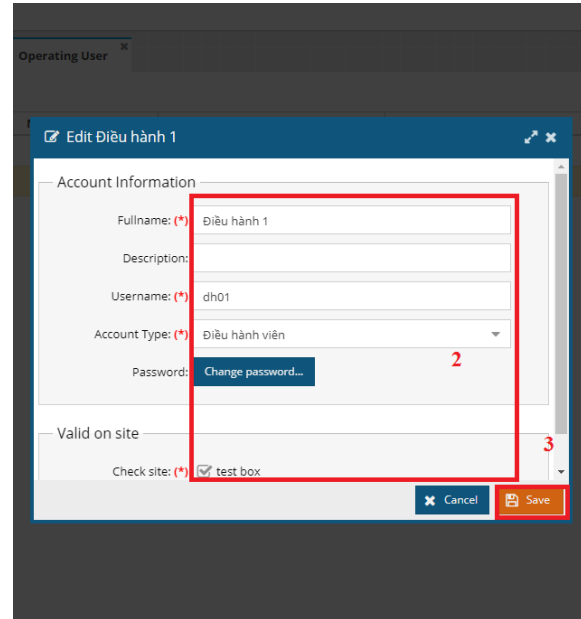 Operating User
Edit Điều hành 1
Account Information
Fullname: (*) Điều hành 1
Description:
Username: (*) dh01
Account Type: (*) Điều hành viên
2
Password: Change password...
Valid on site
3
Check site: (*) test box
Cancel Save